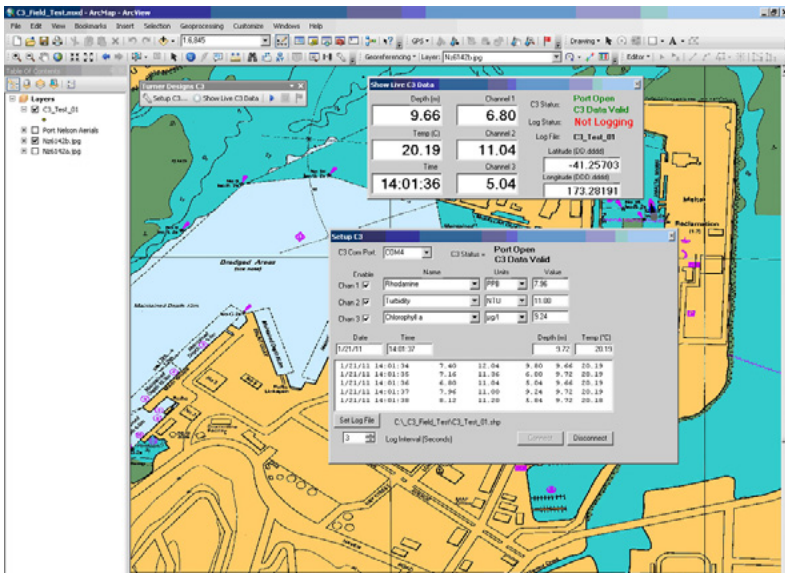 C3_Field_Test.mxd - ArcMap - ArcView
File Edit View Bookmarks Insert Selection Geoprocessing Customize Windows Help
1:6,845
GPS
Drawing
Georeferencing Layer: Nz6142b.jpg
Editor
Table Of Contents
Layers
C3_Test_01
Port Nelson Aerials
Nz6142b.jpg
Nz6142a.jpg
Turner Designs C3
Setup C3... Show Live C3 Data
Show Live C3 Data
Depth (m) Channel 1
9.66 6.80
Temp (C) Channel 2
20.19 11.04
Time Channel 3
14:01:36 5.04
C3 Status: Port Open
C3 Data Valid
Log Status: Not Logging
Log File: C3_Test_01
Latitude (DD.dddd)
-41.25703
Longitude (DDD.dddd)
173.28191
Setup C3
C3 Com Port COM4 C3 Status = Port Open
C3 Data Valid
Enable Name Units Value
Chan 1 Rhodamine PPB 7.96
Chan 2 Turbidity NTU 11.00
Chan 3 Chlorophyll a µg/l 9.24
Date Time Depth (m) Temp (°C)
1/21/11 14:01:37 9.72 20.19
1/21/11 14:01:34 7.40 12.04 9.80 9.66 20.19
1/21/11 14:01:35 7.16 11.36 6.00 9.72 20.19
1/21/11 14:01:36 6.80 11.04 5.04 9.66 20.19
1/21/11 14:01:37 7.96 11.00 9.24 9.72 20.19
1/21/11 14:01:38 8.12 11.20 5.84 9.72 20.18
Set Log File C:\_C3_Field_Test\C3_Test_01.shp
3 Log Interval (Seconds) Connect Disconnect
Dredged Areas
(see note)
Maintained Depth
Reclamation